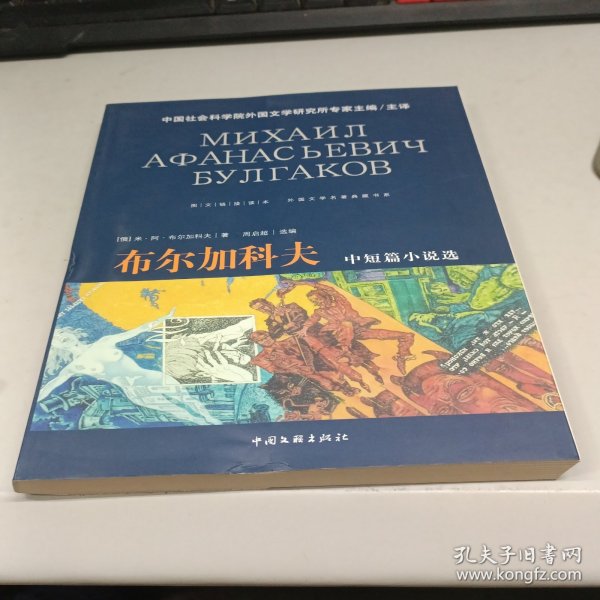 中国社会科学院外国文学研究所专家主编/主译
МИХАИЛ
АФАНАСЬЕВИЧ
БУЛГАКОВ
图文链接读本 外国文学名著典藏书系
[俄]米·阿·布尔加科夫│著 周启超│选编
布尔加科夫 中短篇小说选
中国文联出版社
孔夫子旧书网
www.kongfz.com